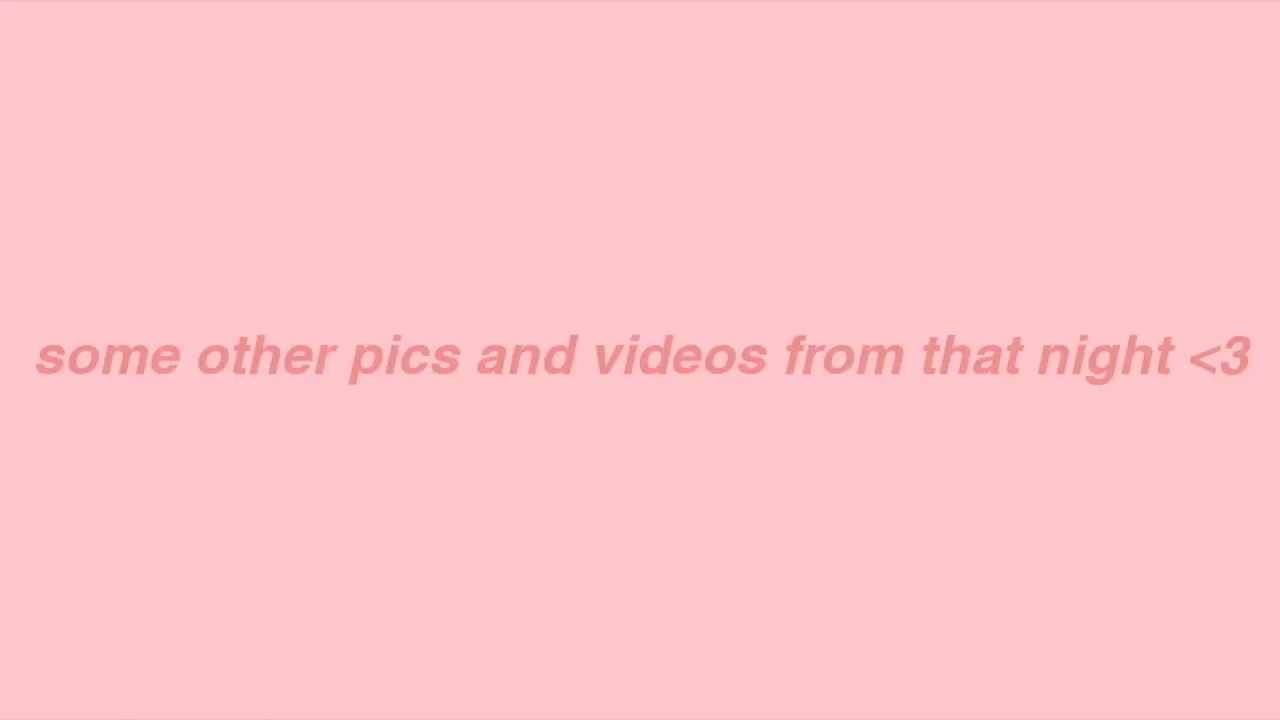 some other pics and videos from that night <3